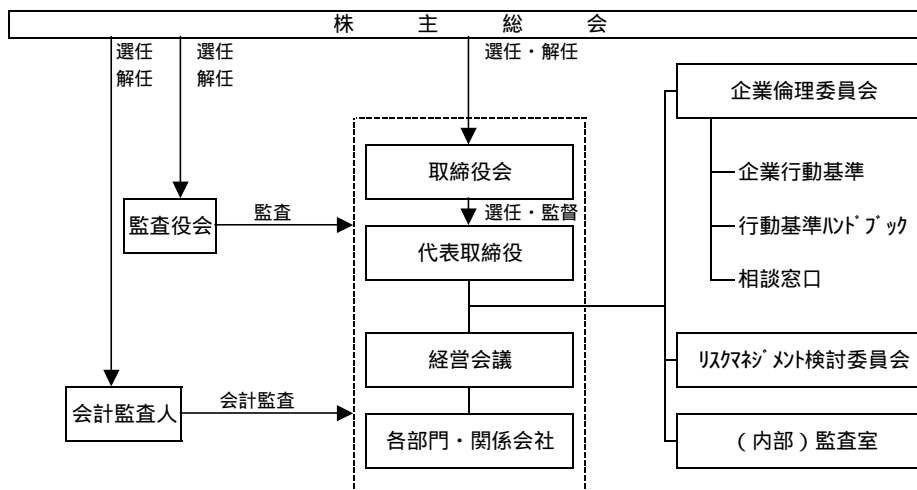 株主総会
選任
解任
選任
解任
選任・解任
企業倫理委員会
取締役会
企業行動基準
監査役会
監査
選任・監督
行動基準ﾊﾝﾄﾞﾌﾞｯｸ
代表取締役
相談窓口
経営会議
ﾘｽｸﾏﾈｼﾞﾒﾝﾄ検討委員会
会計監査人
会計監査
各部門・関係会社
（内部）監査室